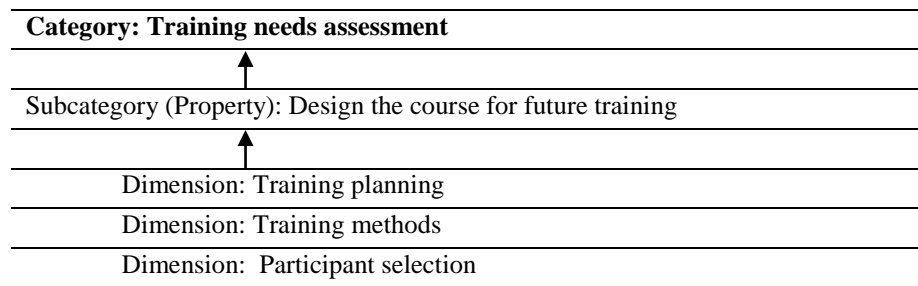 Category: Training needs assessment
Subcategory (Property): Design the course for future training
Dimension: Training planning
Dimension: Training methods
Dimension: Participant selection